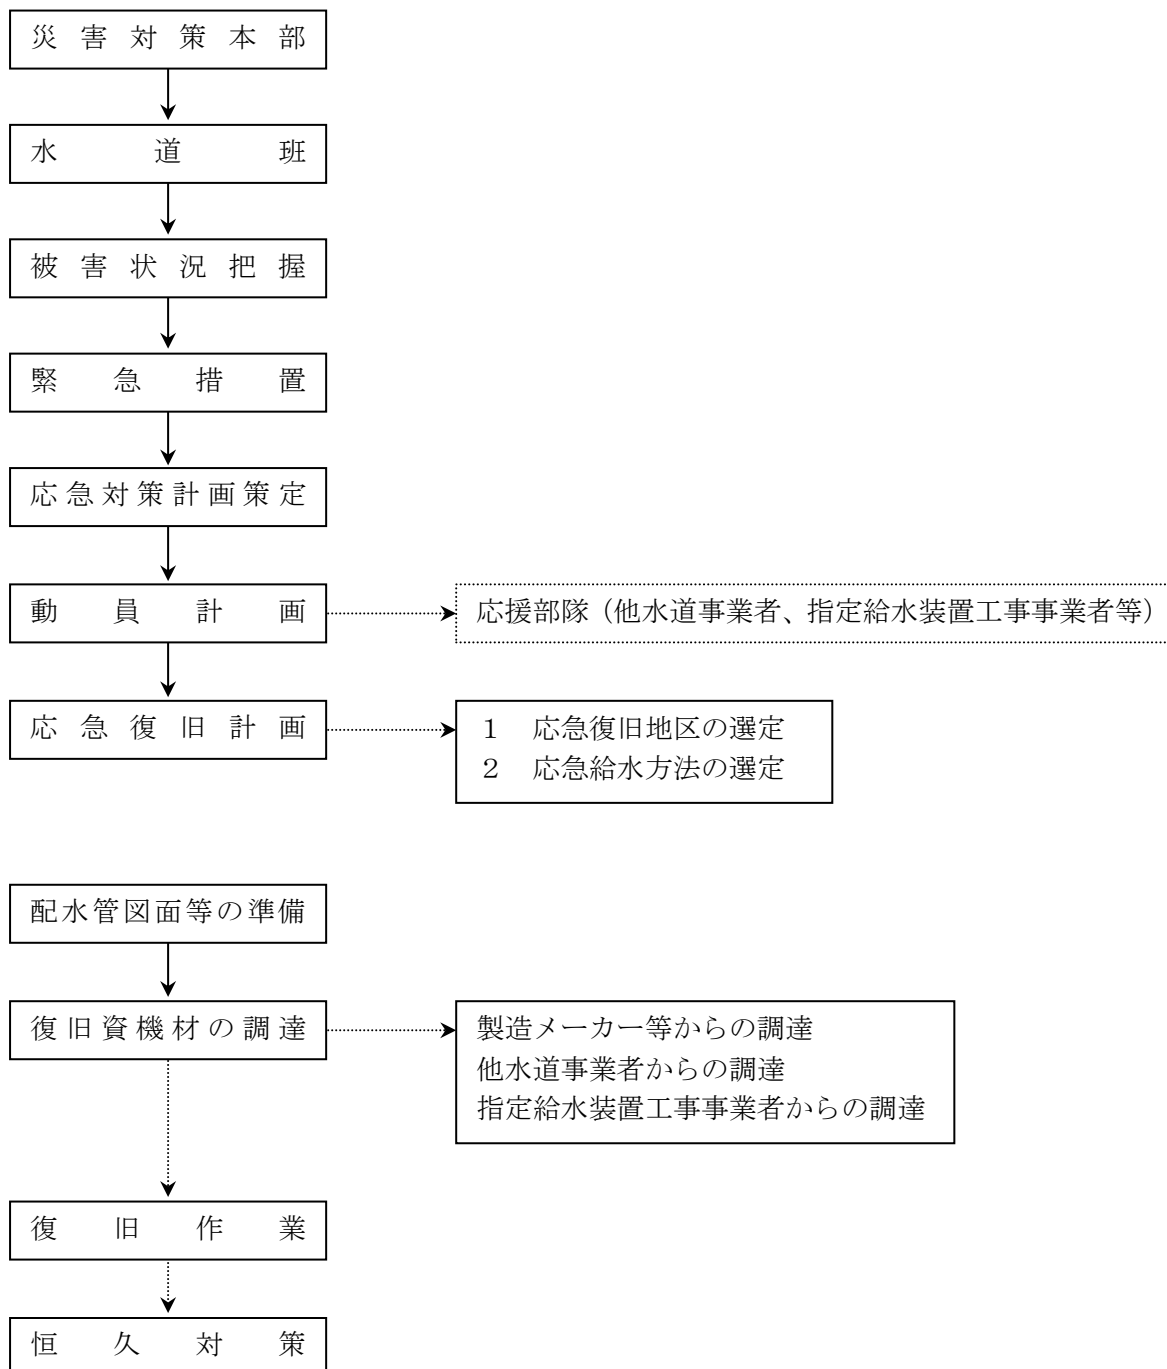 災害対策本部
水道班
被害状況把握
緊急措置
応急対策計画策定
動員計画
応援部隊（他水道事業者、指定給水装置工事事業者等）
応急復旧計画
１　応急復旧地区の選定
２　応急給水方法の選定
配水管図面等の準備
復旧資機材の調達
製造メーカー等からの調達
他水道事業者からの調達
指定給水装置工事事業者からの調達
復旧作業
恒久対策